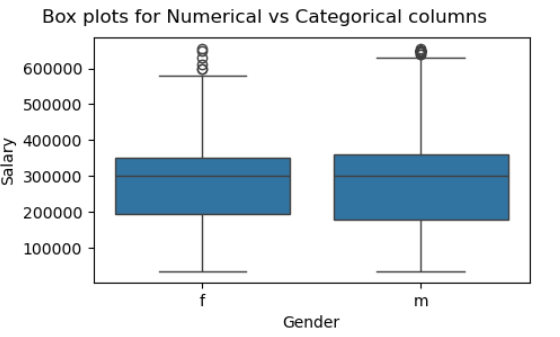 Box plots for Numerical vs Categorical columns
600000
500000
400000
300000
200000
100000
Salary
f
m
Gender